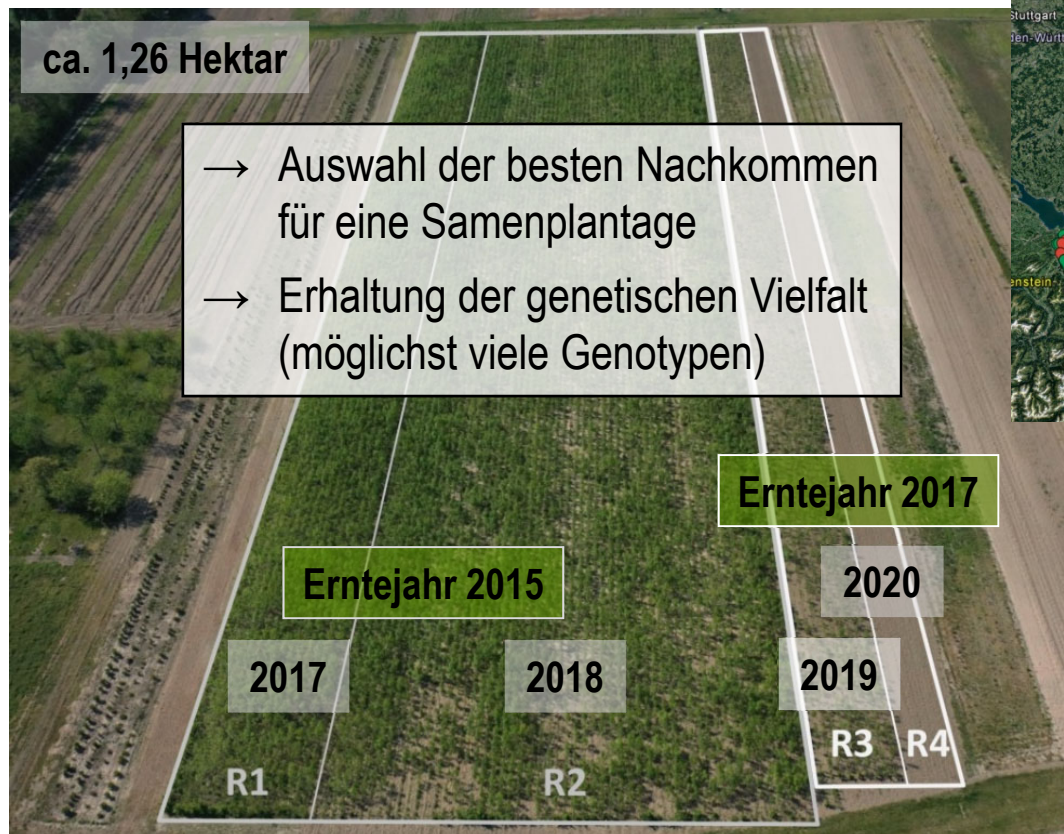 ca. 1,26 Hektar
→ Auswahl der besten Nachkommen
für eine Samenplantage
→ Erhaltung der genetischen Vielfalt
(möglichst viele Genotypen)
Erntejahr 2017
Erntejahr 2015
2020
2017
2018
2019
R1
R2
R3
R4
Stuttgart